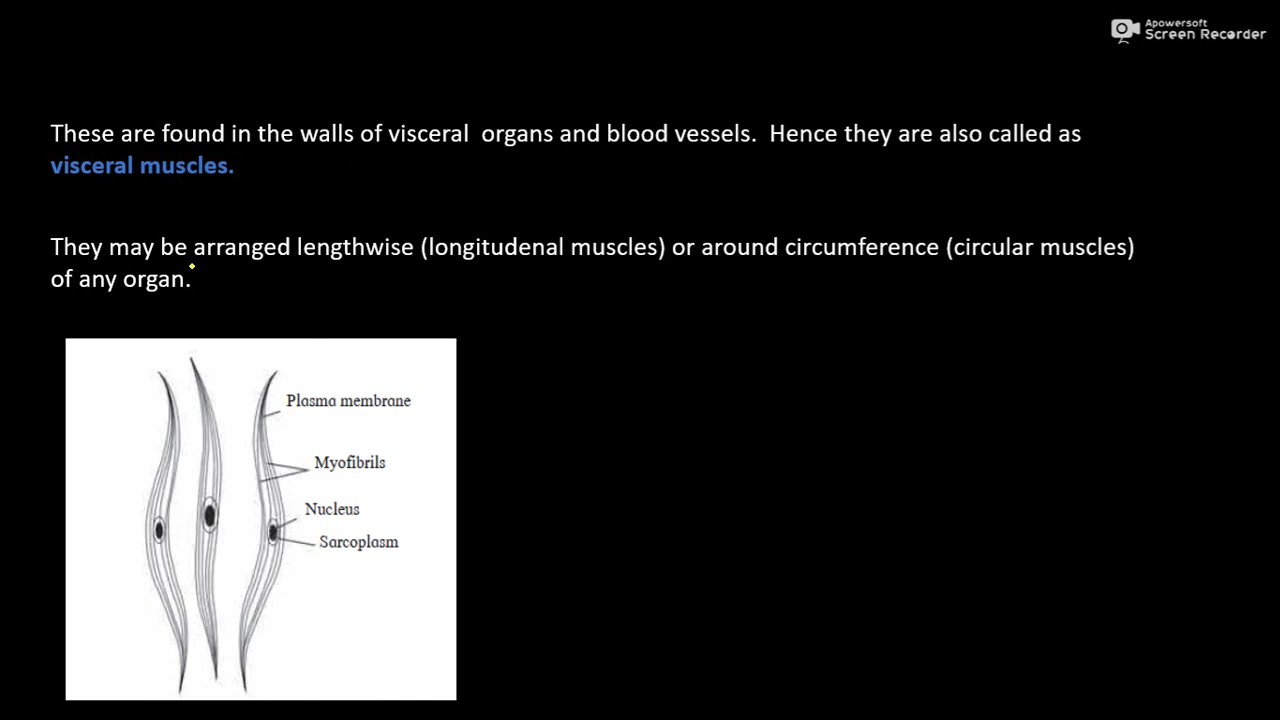 Apowersoft
Screen Recorder
These are found in the walls of visceral  organs and blood vessels.  Hence they are also called as
visceral muscles.
They may be arranged lengthwise (longitudenal muscles) or around circumference (circular muscles)
of any organ.
Plasma membrane
Myofibrils
Nucleus
Sarcoplasm